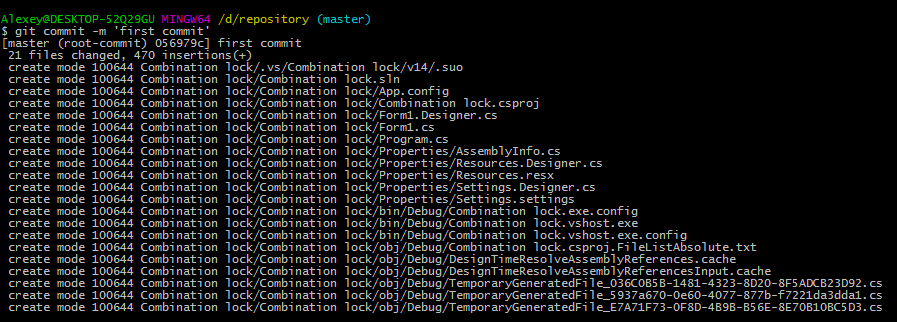 Alexey@DESKTOP-52Q29GU MINGW64 /d/repository (master)
$ git commit -m 'first commit'
[master (root-commit) 056979c] first commit
 21 files changed, 470 insertions(+)
 create mode 100644 Combination lock/.vs/Combination lock/v14/.suo
 create mode 100644 Combination lock/Combination lock.sln
 create mode 100644 Combination lock/Combination lock/App.config
 create mode 100644 Combination lock/Combination lock/Combination lock.csproj
 create mode 100644 Combination lock/Combination lock/Form1.Designer.cs
 create mode 100644 Combination lock/Combination lock/Form1.cs
 create mode 100644 Combination lock/Combination lock/Program.cs
 create mode 100644 Combination lock/Combination lock/Properties/AssemblyInfo.cs
 create mode 100644 Combination lock/Combination lock/Properties/Resources.Designer.cs
 create mode 100644 Combination lock/Combination lock/Properties/Resources.resx
 create mode 100644 Combination lock/Combination lock/Properties/Settings.Designer.cs
 create mode 100644 Combination lock/Combination lock/Properties/Settings.settings
 create mode 100644 Combination lock/Combination lock/bin/Debug/Combination lock.exe.config
 create mode 100644 Combination lock/Combination lock/bin/Debug/Combination lock.vshost.exe
 create mode 100644 Combination lock/Combination lock/bin/Debug/Combination lock.vshost.exe.config
 create mode 100644 Combination lock/Combination lock/obj/Debug/Combination lock.csproj.FileListAbsolute.txt
 create mode 100644 Combination lock/Combination lock/obj/Debug/DesignTimeResolveAssemblyReferences.cache
 create mode 100644 Combination lock/Combination lock/obj/Debug/DesignTimeResolveAssemblyReferencesInput.cache
 create mode 100644 Combination lock/Combination lock/obj/Debug/TemporaryGeneratedFile_036C0B5B-1481-4323-8D20-8F5ADCB23D92.cs
 create mode 100644 Combination lock/Combination lock/obj/Debug/TemporaryGeneratedFile_5937a670-0e60-4077-877b-f7221da3dda1.cs
 create mode 100644 Combination lock/Combination lock/obj/Debug/TemporaryGeneratedFile_E7A71F73-0F8D-4B9B-B56E-8E70B10BC5D3.cs